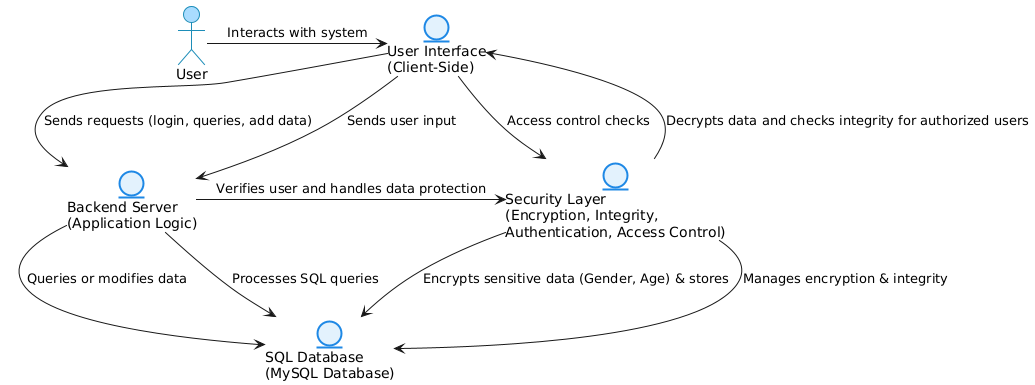 Interacts with system
User
User Interface
(Client-Side)
Sends requests (login, queries, add data)
Sends user input
Access control checks
Decrypts data and checks integrity for authorized users
Verifies user and handles data protection
Backend Server
(Application Logic)
Security Layer
(Encryption, Integrity,
Authentication, Access Control)
Queries or modifies data
Processes SQL queries
Encrypts sensitive data (Gender, Age) & stores
Manages encryption & integrity
SQL Database
(MySQL Database)